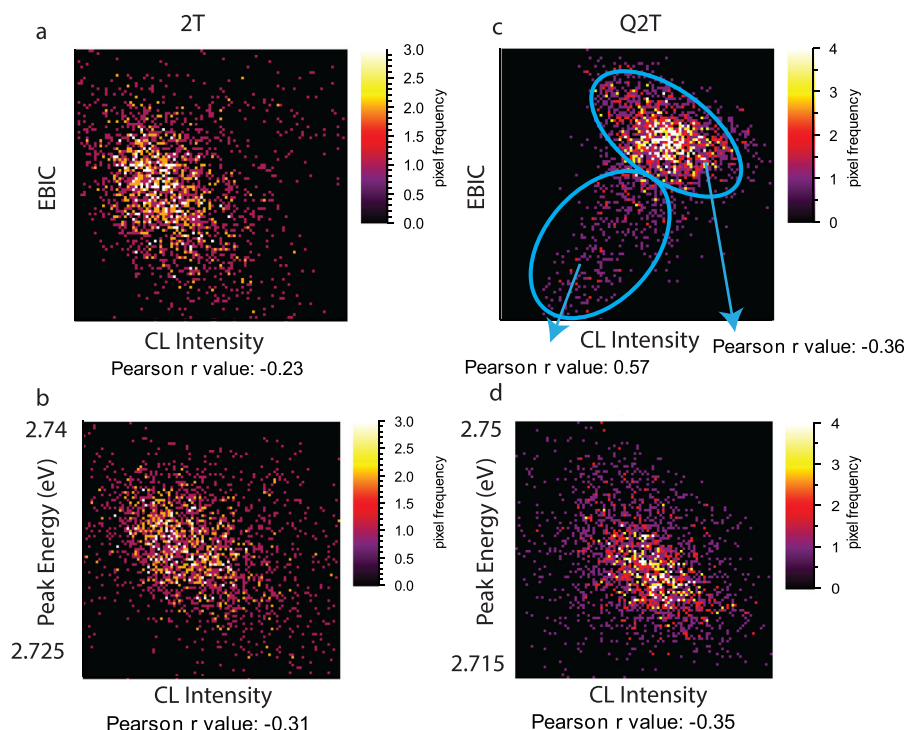 2T
Q2T
a
c
3.0
2.5
2.0
1.5
1.0
0.5
0.0
pixel frequency
EBIC
CL Intensity
Pearson r value: -0.23
4
3
2
1
0
pixel frequency
EBIC
CL Intensity
Pearson r value: -0.36
Pearson r value: 0.57
b
2.74
Peak Energy (eV)
2.725
3.0
2.5
2.0
1.5
1.0
0.5
0.0
pixel frequency
CL Intensity
Pearson r value: -0.31
d
2.75
Peak Energy (eV)
2.715
4
3
2
1
0
pixel frequency
CL Intensity
Pearson r value: -0.35